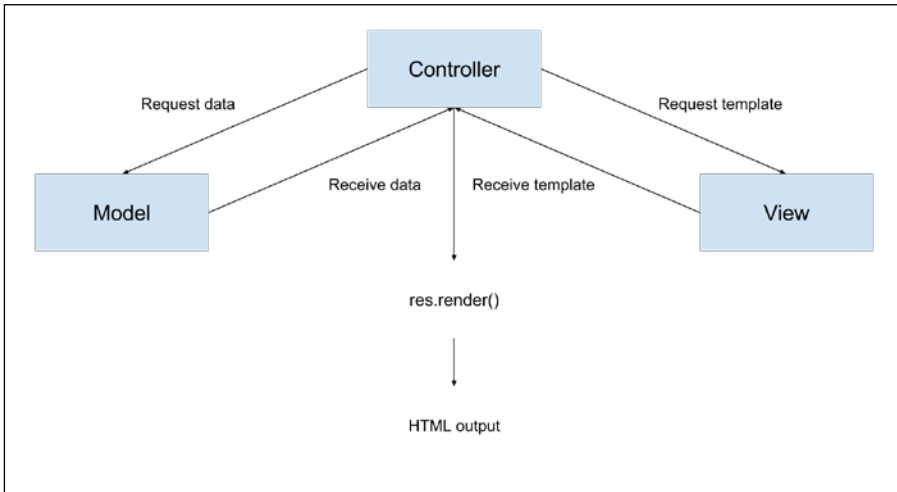 Controller
Request data
Request template
Receive data
Receive template
Model
View
res.render()
HTML output